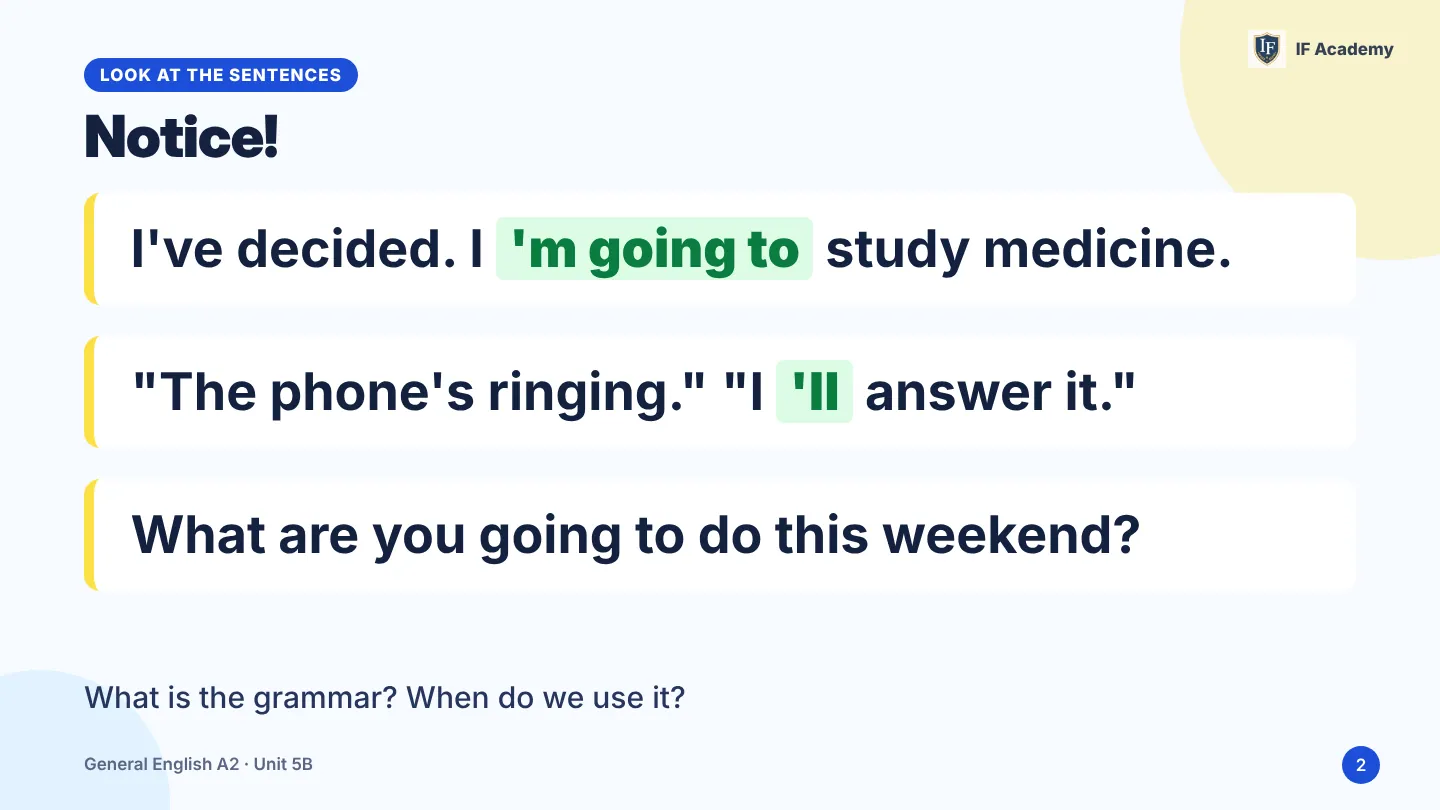 IF
IF Academy
LOOK AT THE SENTENCES
Notice!
I've decided. I 'm going to study medicine.
"The phone's ringing." "I 'll answer it."
What are you going to do this weekend?
What is the grammar? When do we use it?
General English A2 · Unit 5B
2